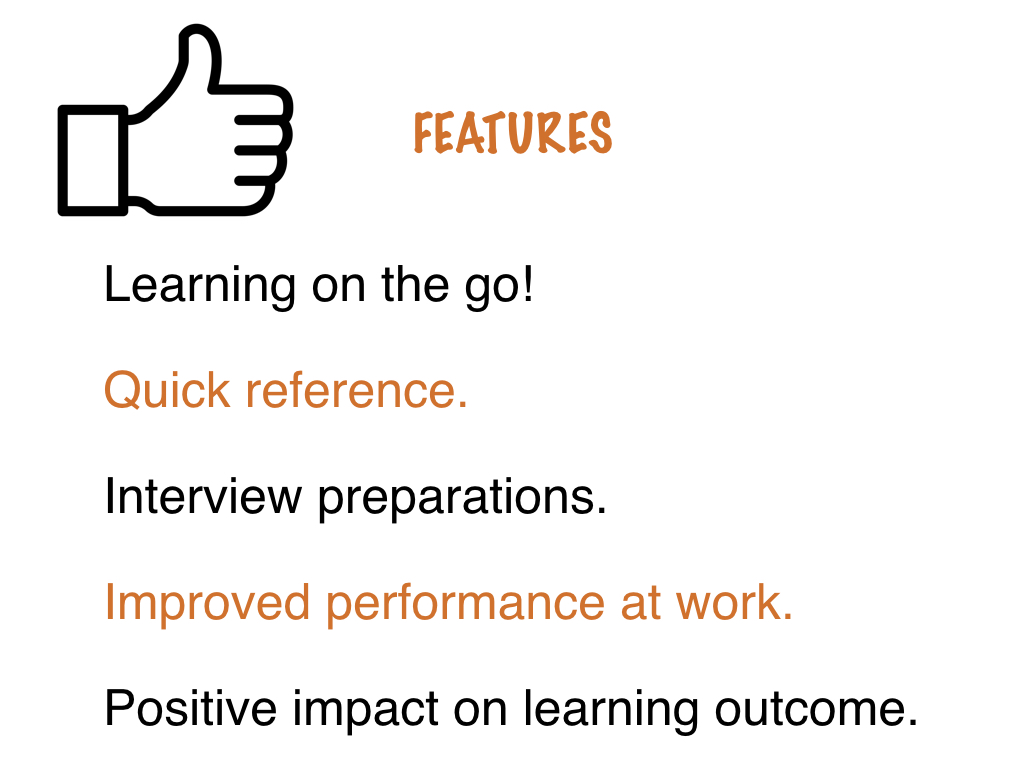 FEATURES
Learning on the go!
Quick reference.
Interview preparations.
Improved performance at work.
Positive impact on learning outcome.